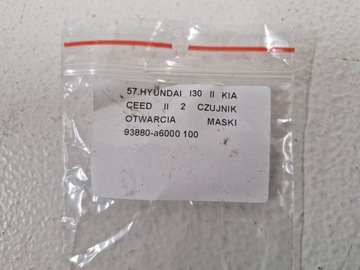 57.HYUNDAI I30 II KIA
CEED II 2 CZUJNIK
OTWARCIA MASKI
93880-a6000 100